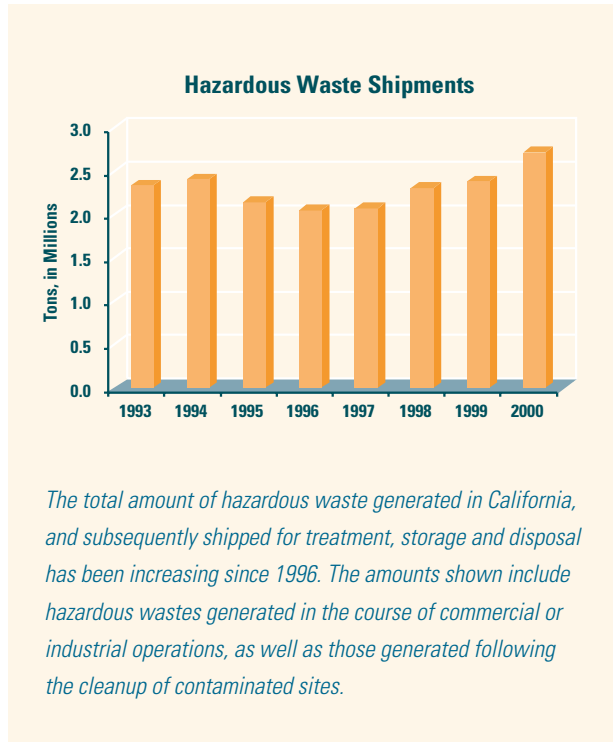 Hazardous Waste Shipments
3.0
2.5
2.0
1.5
1.0
0.5
0.0
Tons, in Millions
1993 1994 1995 1996 1997 1998 1999 2000
The total amount of hazardous waste generated in California,
and subsequently shipped for treatment, storage and disposal
has been increasing since 1996. The amounts shown include
hazardous wastes generated in the course of commercial or
industrial operations, as well as those generated following
the cleanup of contaminated sites.